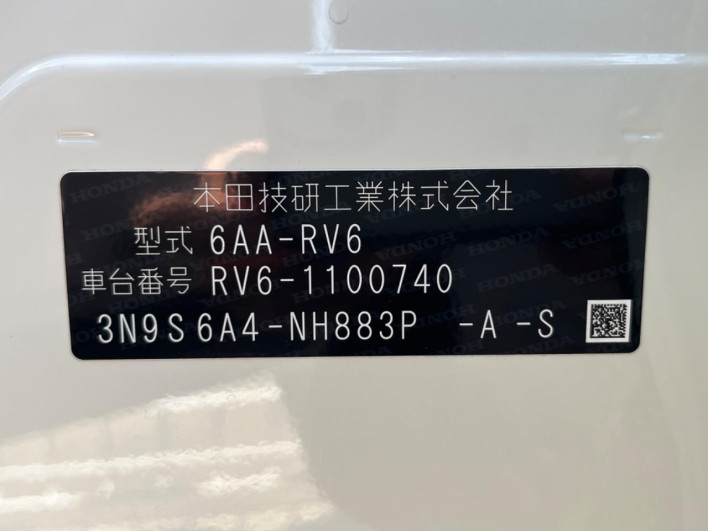 本田技研工業株式会社
型式 6AA-RV6
車台番号 RV6-1100740
3N9S6A4-NH883P -A -S